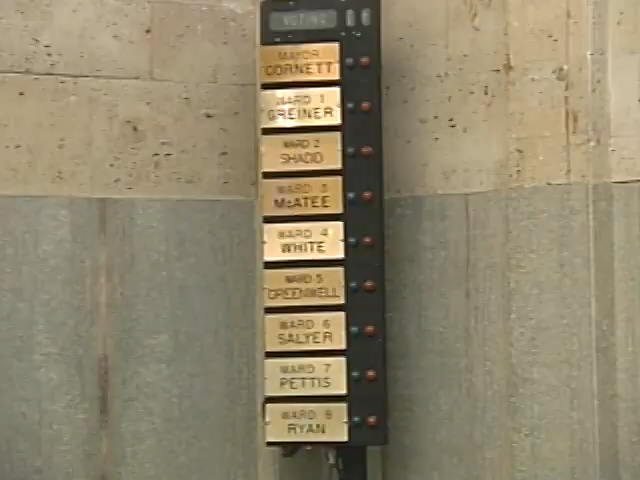 VOTING
MAYOR
CORNETT
WARD 1
GREINER
WARD 2
SHADID
WARD 3
McATEE
WARD 4
WHITE
WARD 5
GREENWELL
WARD 6
SALYER
WARD 7
PETTIS
WARD 8
RYAN